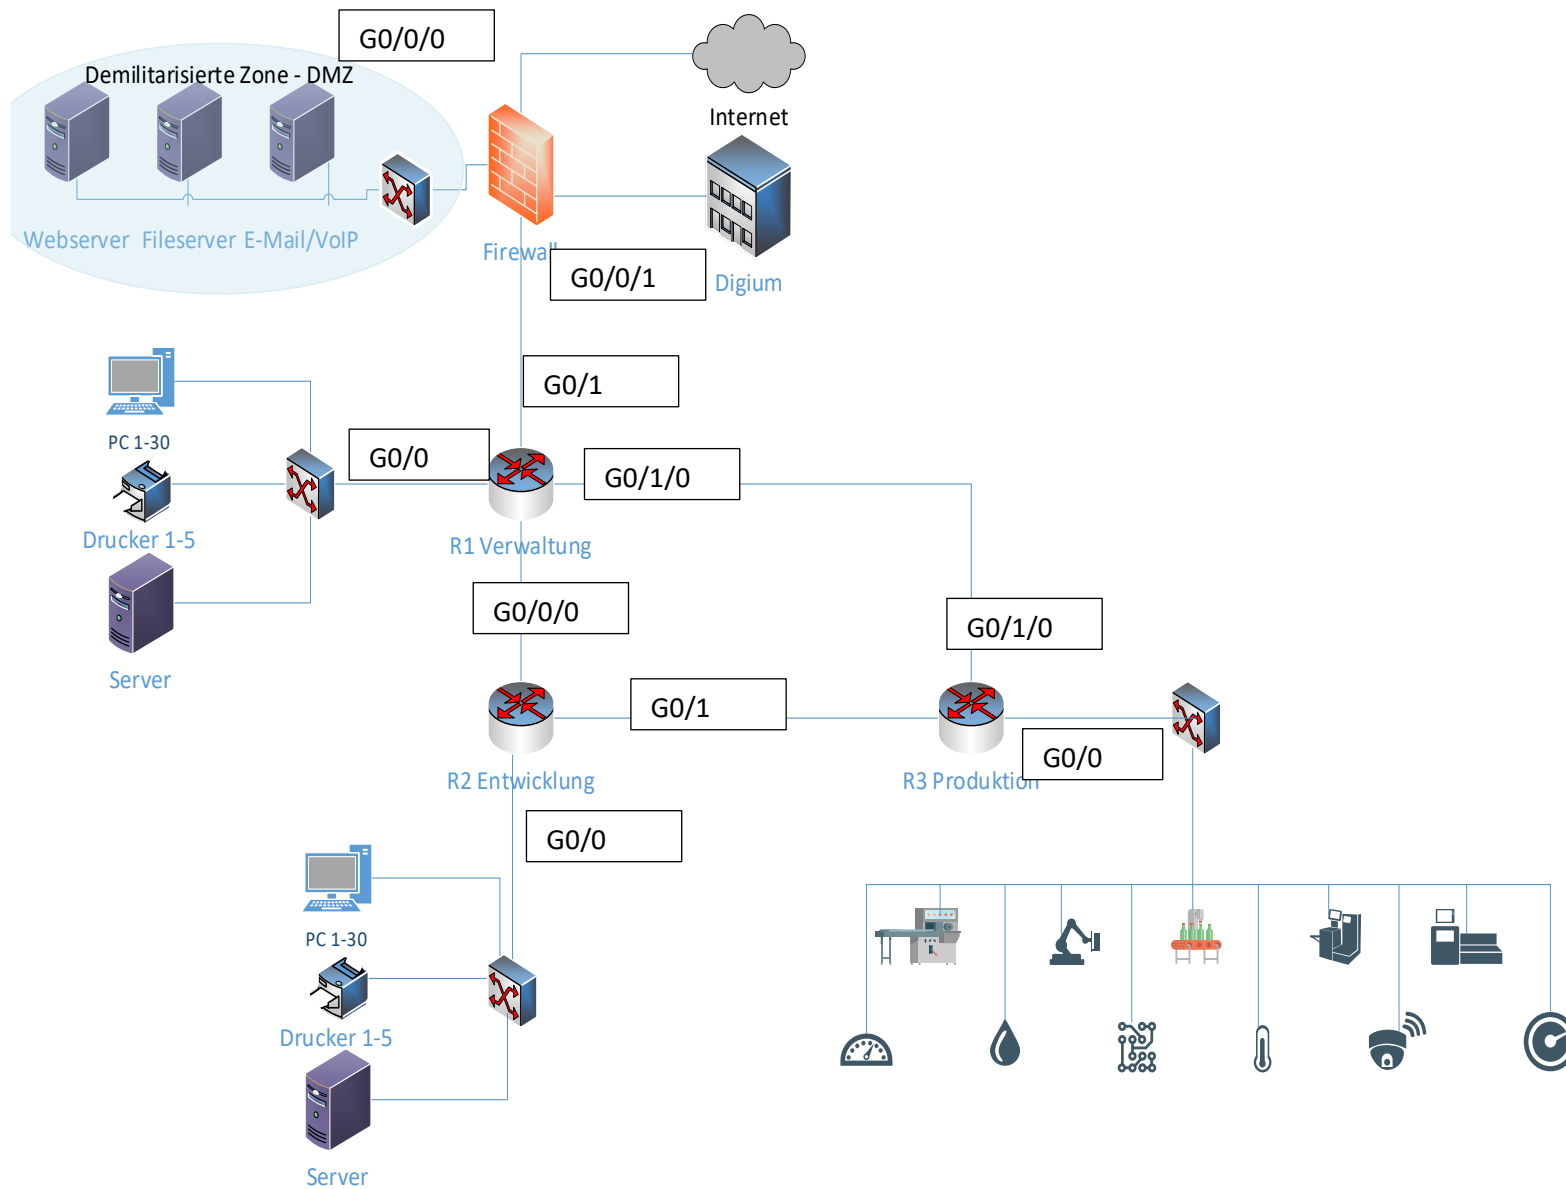 G0/0/0
Demilitarisierte Zone - DMZ
Internet
Webserver
Fileserver
E-Mail/VoIP
Firewall
G0/0/1
Digium
G0/1
PC 1-30
G0/0
G0/1/0
Drucker 1-5
R1 Verwaltung
G0/0/0
G0/1/0
Server
G0/1
R2 Entwicklung
R3 Produktion
G0/0
G0/0
PC 1-30
Drucker 1-5
Server